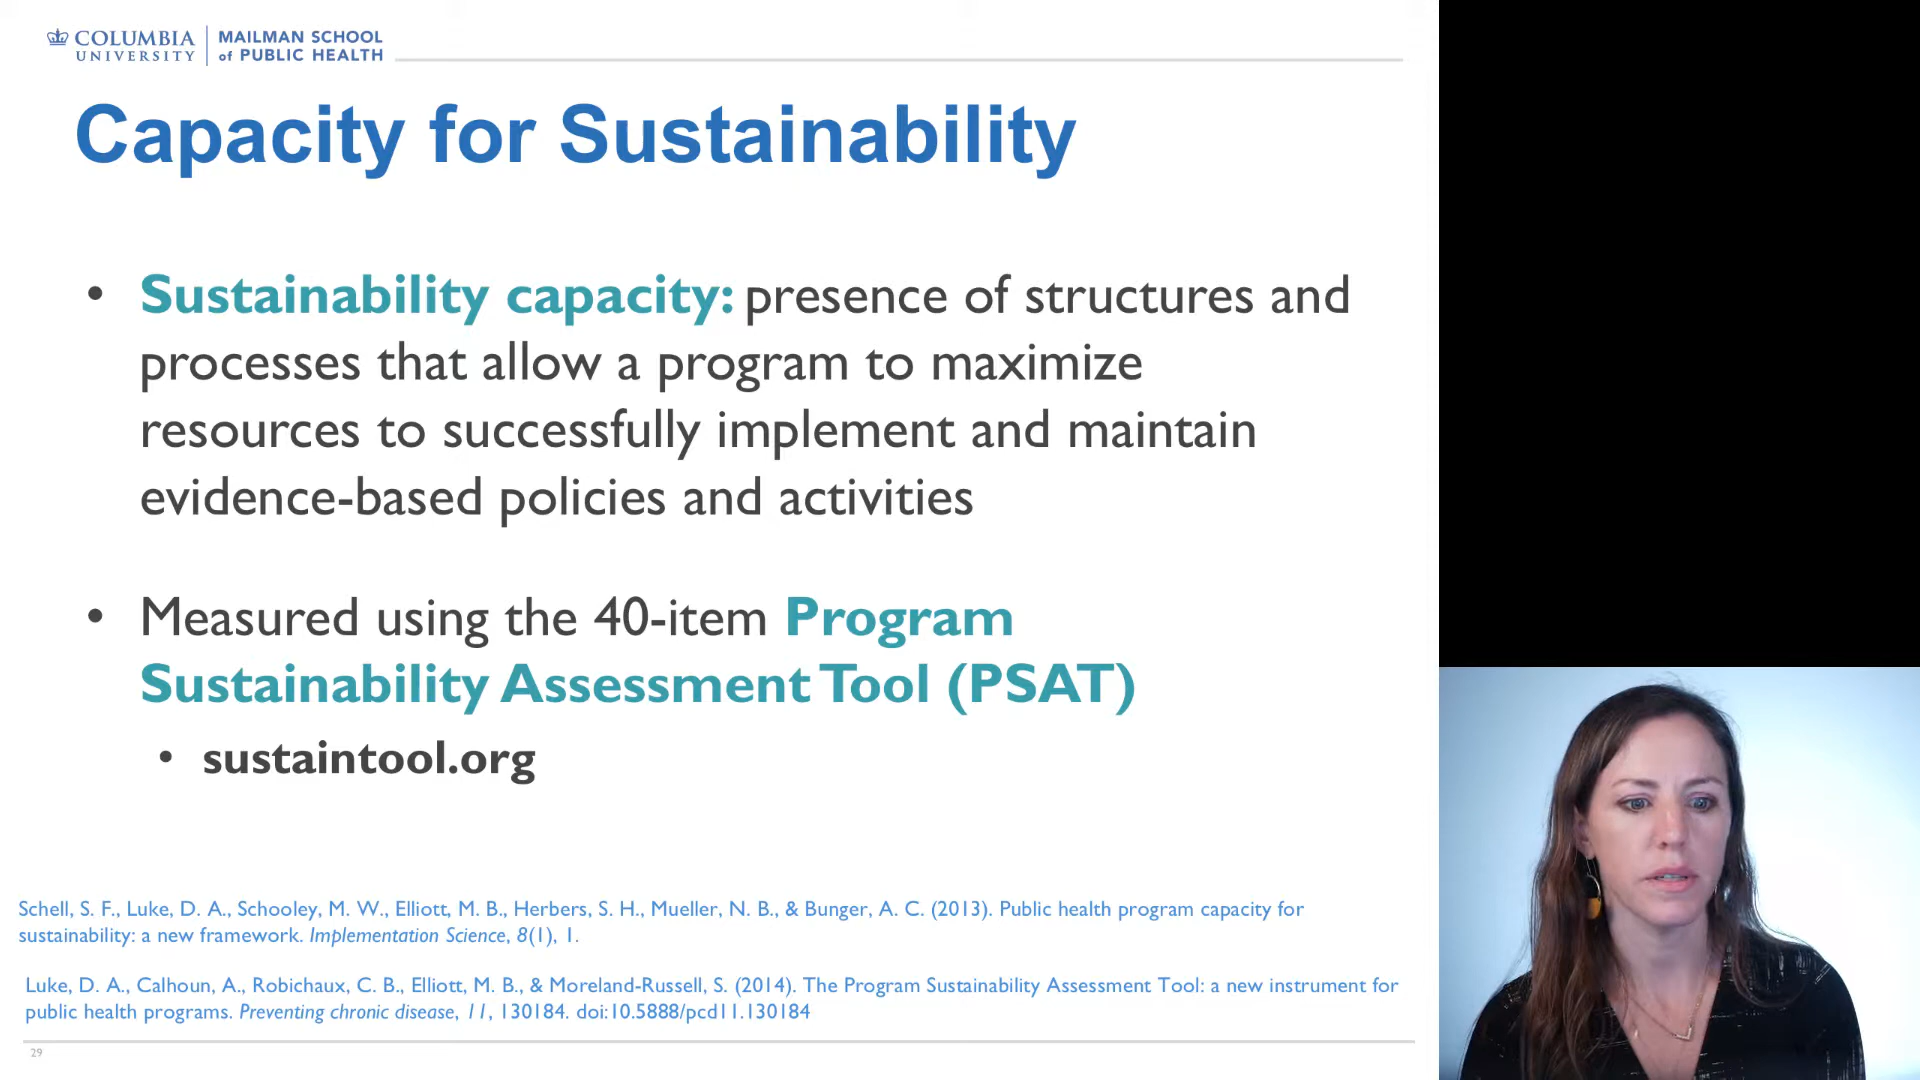 COLUMBIA UNIVERSITY
MAILMAN SCHOOL
of PUBLIC HEALTH
Capacity for Sustainability
• Sustainability capacity: presence of structures and
processes that allow a program to maximize
resources to successfully implement and maintain
evidence-based policies and activities
• Measured using the 40-item Program
Sustainability Assessment Tool (PSAT)
• sustaintool.org
Schell, S. F., Luke, D. A., Schooley, M. W., Elliott, M. B., Herbers, S. H., Mueller, N. B., & Bunger, A. C. (2013). Public health program capacity for
sustainability: a new framework. Implementation Science, 8(1), 1.
Luke, D. A., Calhoun, A., Robichaux, C. B., Elliott, M. B., & Moreland-Russell, S. (2014). The Program Sustainability Assessment Tool: a new instrument for
public health programs. Preventing chronic disease, 11, 130184. doi:10.5888/pcd11.130184
29